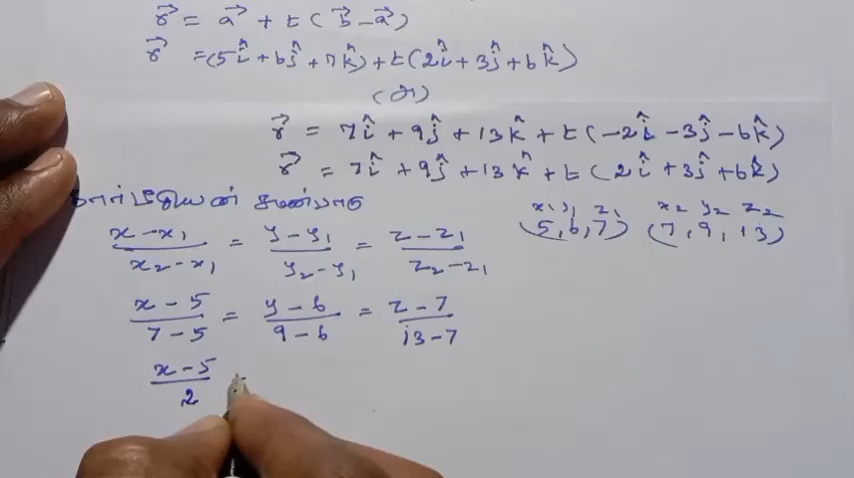 r⃗ = a⃗ + t(b⃗ - a⃗)
r⃗ = (5î + 6ĵ + 7k̂) + t(2î + 3ĵ + 6k̂)
(அ)
r⃗ = 7î + 9ĵ + 13k̂ + t(-2î - 3ĵ - 6k̂)
r⃗ = 7î + 9ĵ + 13k̂ + t(2î + 3ĵ + 6k̂)
கார்டீசியன் சமன்பாடு
x₁ y₁ z₁ x₂ y₂ z₂
(5, 6, 7) (7, 9, 13)
x - x₁ / x₂ - x₁ = y - y₁ / y₂ - y₁ = z - z₁ / z₂ - z₁
x - 5 / 7 - 5 = y - 6 / 9 - 6 = z - 7 / 13 - 7
x - 5 / 2